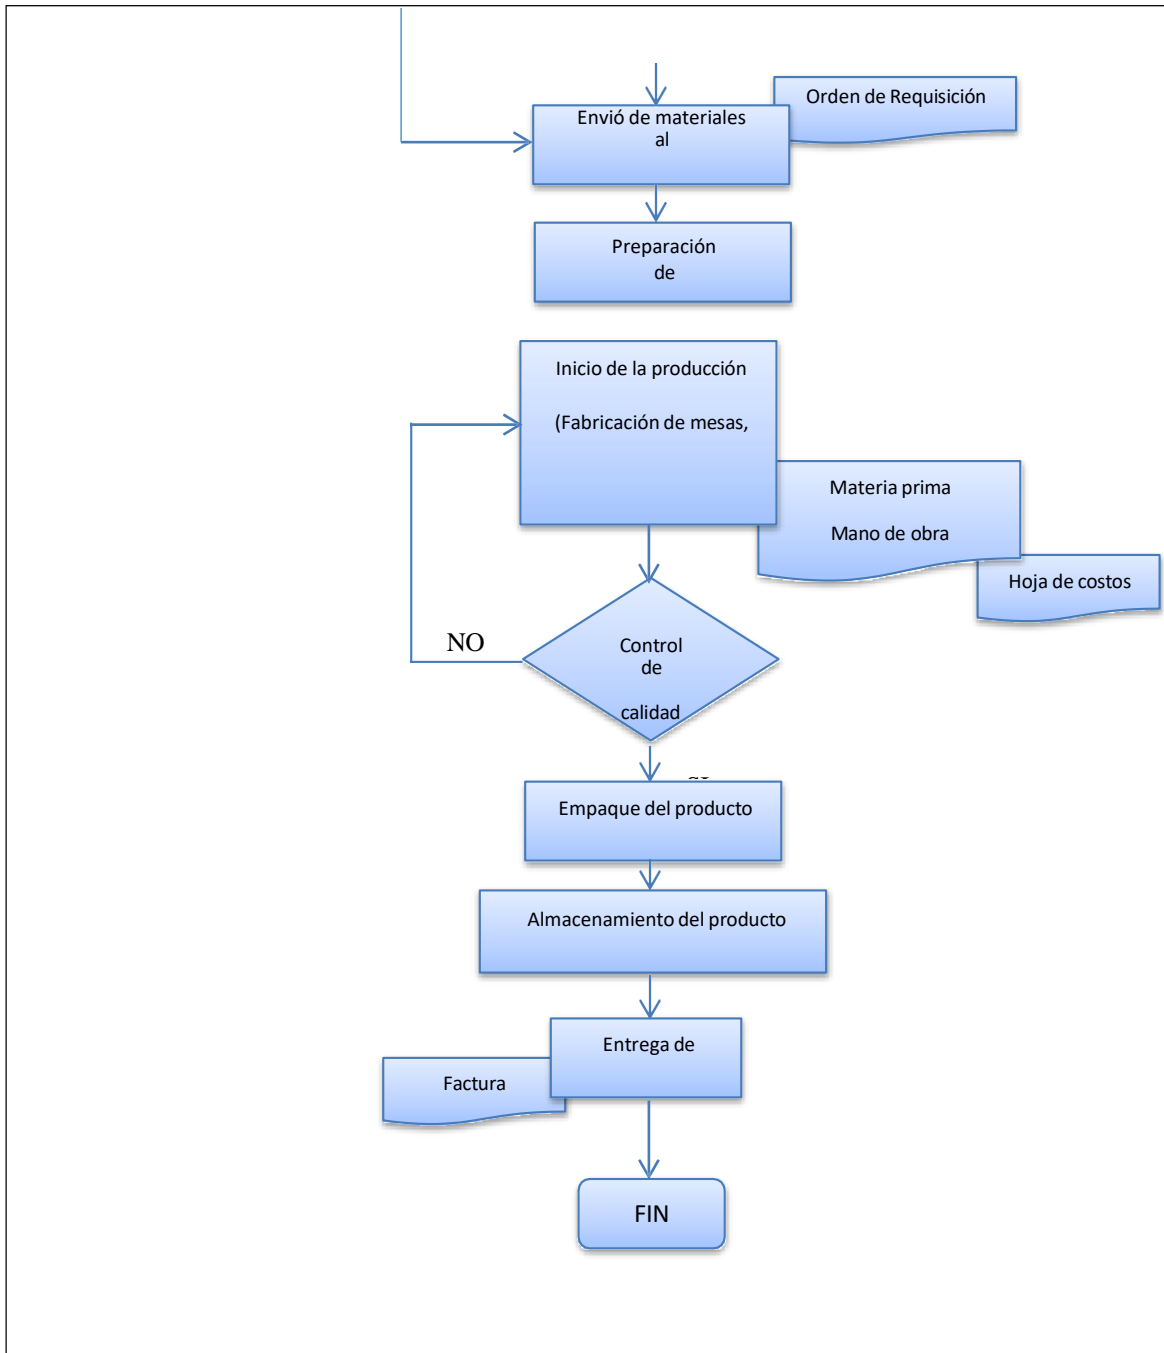 Orden de Requisición
Envió de materiales
al
Preparación
de
Inicio de la producción
(Fabricación de mesas,
Materia prima
Mano de obra
Hoja de costos
NO
Control
de
calidad
Empaque del producto
Almacenamiento del producto
Entrega de
Factura
FIN